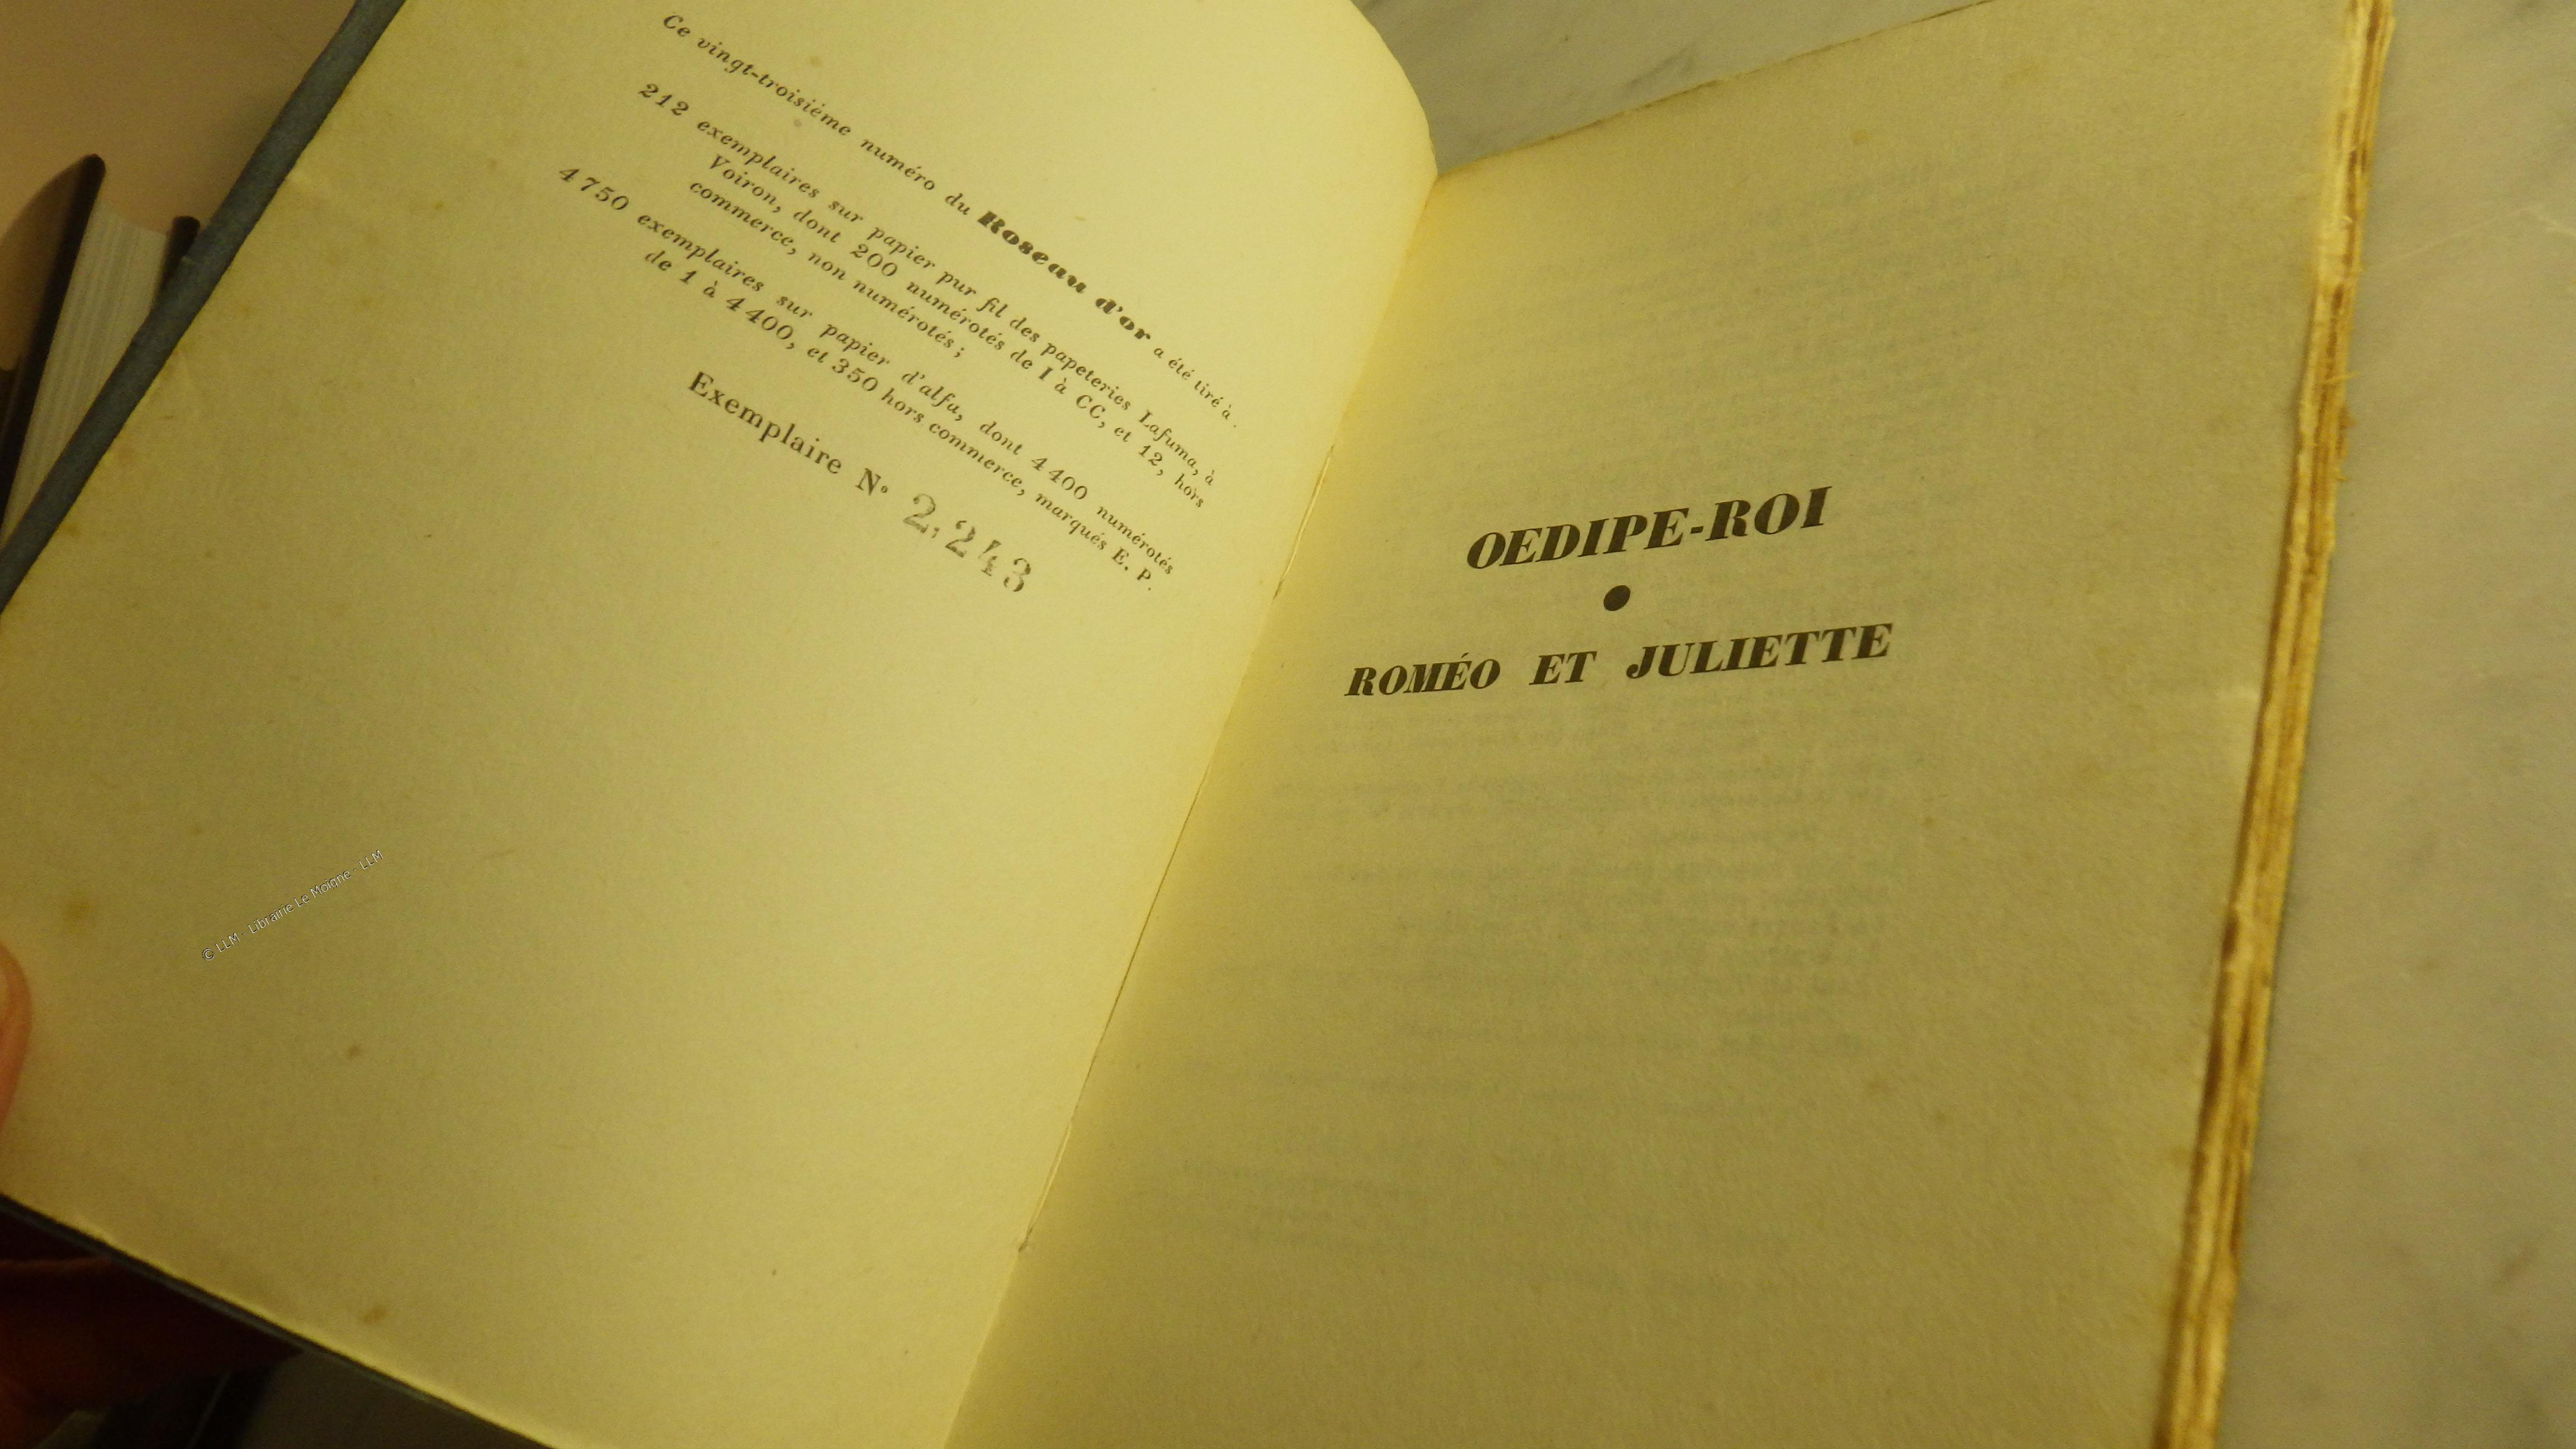 Ce vingt-troisième numéro du Roseau d'or a été tiré à.
212 exemplaires sur papier pur fil des papeteries Lafuma, à
Voiron, dont 200 numérotés de I à CC, et 12, hors
commerce, non numérotés ;
4 750 exemplaires sur papier d'alfa, dont 4 400 numérotés
de 1 à 4 400, et 350 hors commerce, marqués E. P.
Exemplaire N° 2,243
© LLM - Librairie Le Moigne - LLM
OEDIPE-ROI
●
ROMÉO ET JULIETTE